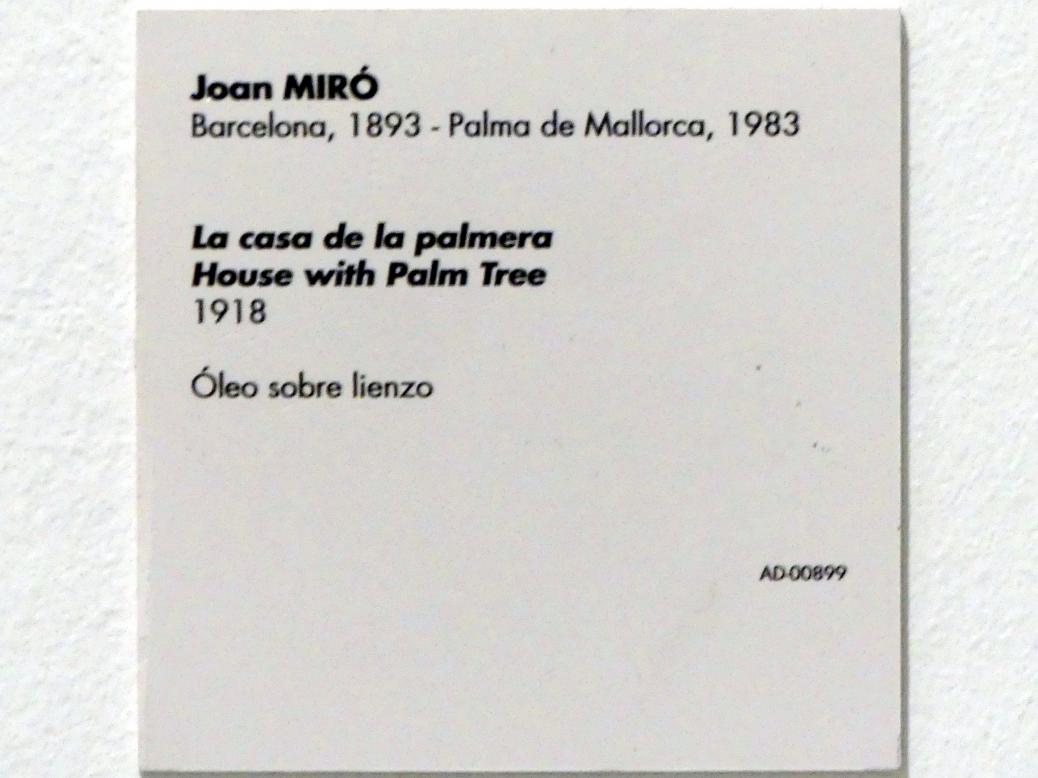 Joan MIRÓ
Barcelona, 1893 - Palma de Mallorca, 1983
La casa de la palmera
House with Palm Tree
1918
Óleo sobre lienzo
AD-00899